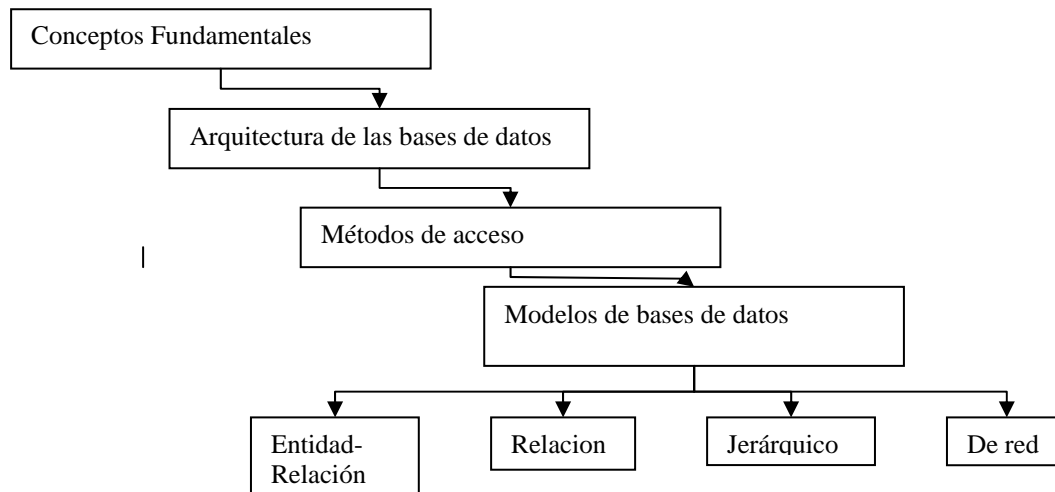 Conceptos Fundamentales
Arquitectura de las bases de datos
Métodos de acceso
Modelos de bases de datos
Entidad-
Relación
Relacion
Jerárquico
De red